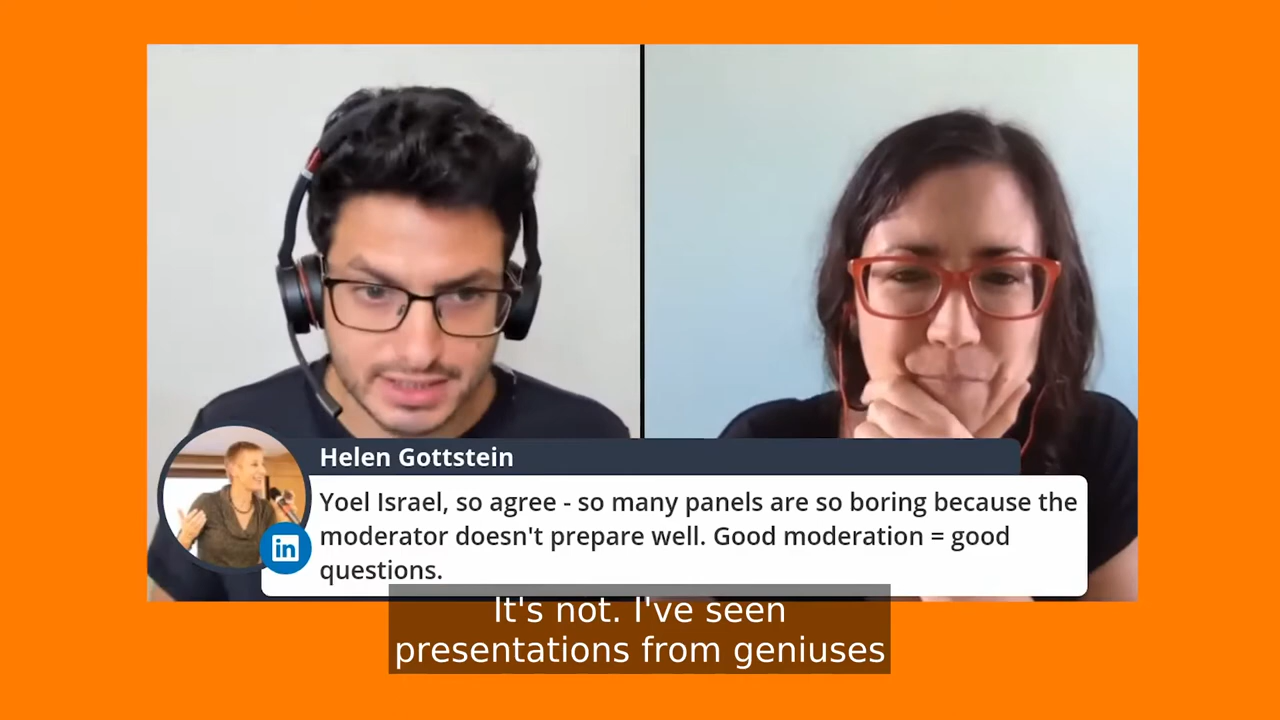 Helen Gottstein
Yoel Israel, so agree - so many panels are so boring because the
moderator doesn't prepare well. Good moderation = good
questions.
in
It's not. I've seen
presentations from geniuses